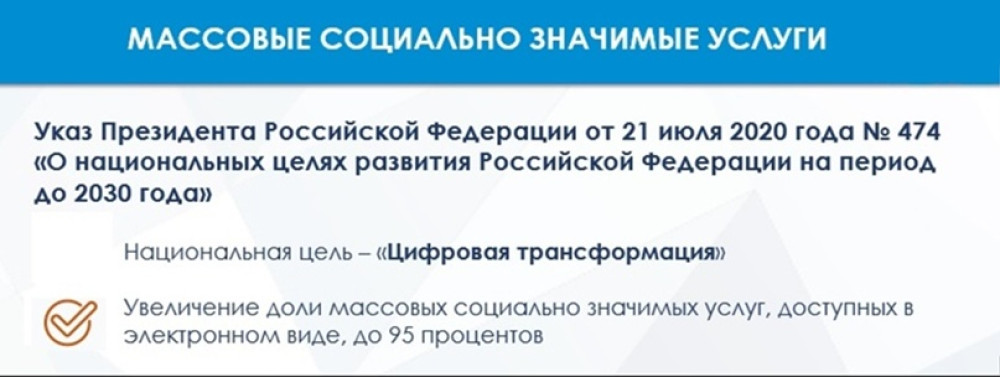 МАССОВЫЕ СОЦИАЛЬНО ЗНАЧИМЫЕ УСЛУГИ
Указ Президента Российской Федерации от 21 июля 2020 года № 474
«О национальных целях развития Российской Федерации на период
до 2030 года»
Национальная цель – «Цифровая трансформация»
Увеличение доли массовых социально значимых услуг, доступных в
электронном виде, до 95 процентов